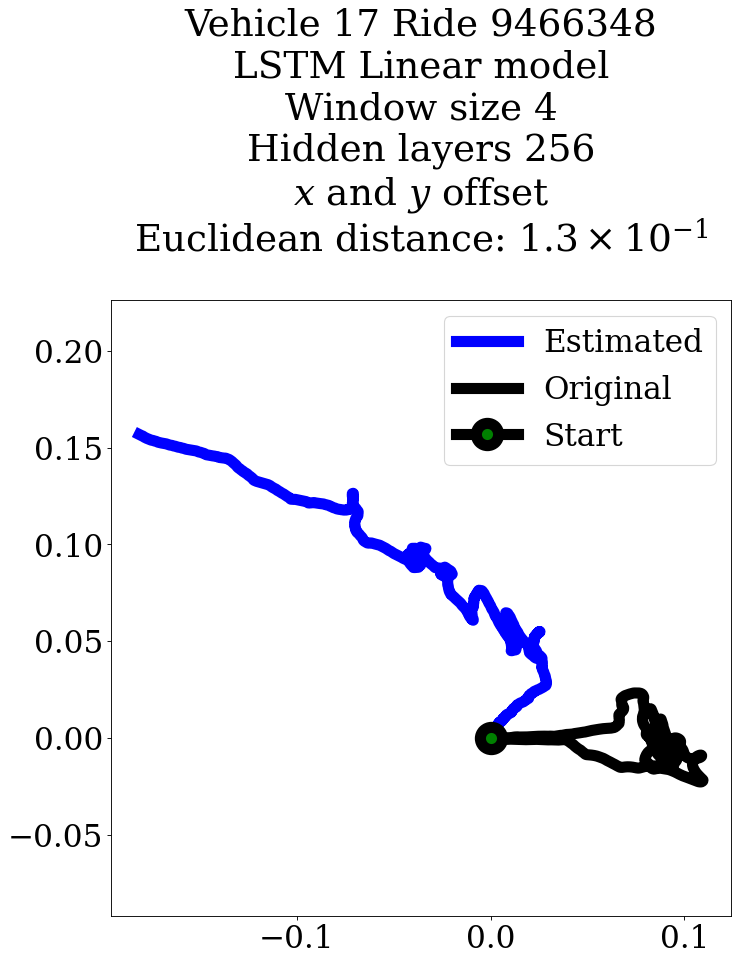 Vehicle 17 Ride 9466348
LSTM Linear model
Window size 4
Hidden layers 256
x and y offset
Euclidean distance: 1.3 × 10⁻¹
Estimated
Original
Start
0.20
0.15
0.10
0.05
0.00
−0.05
−0.1
0.0
0.1